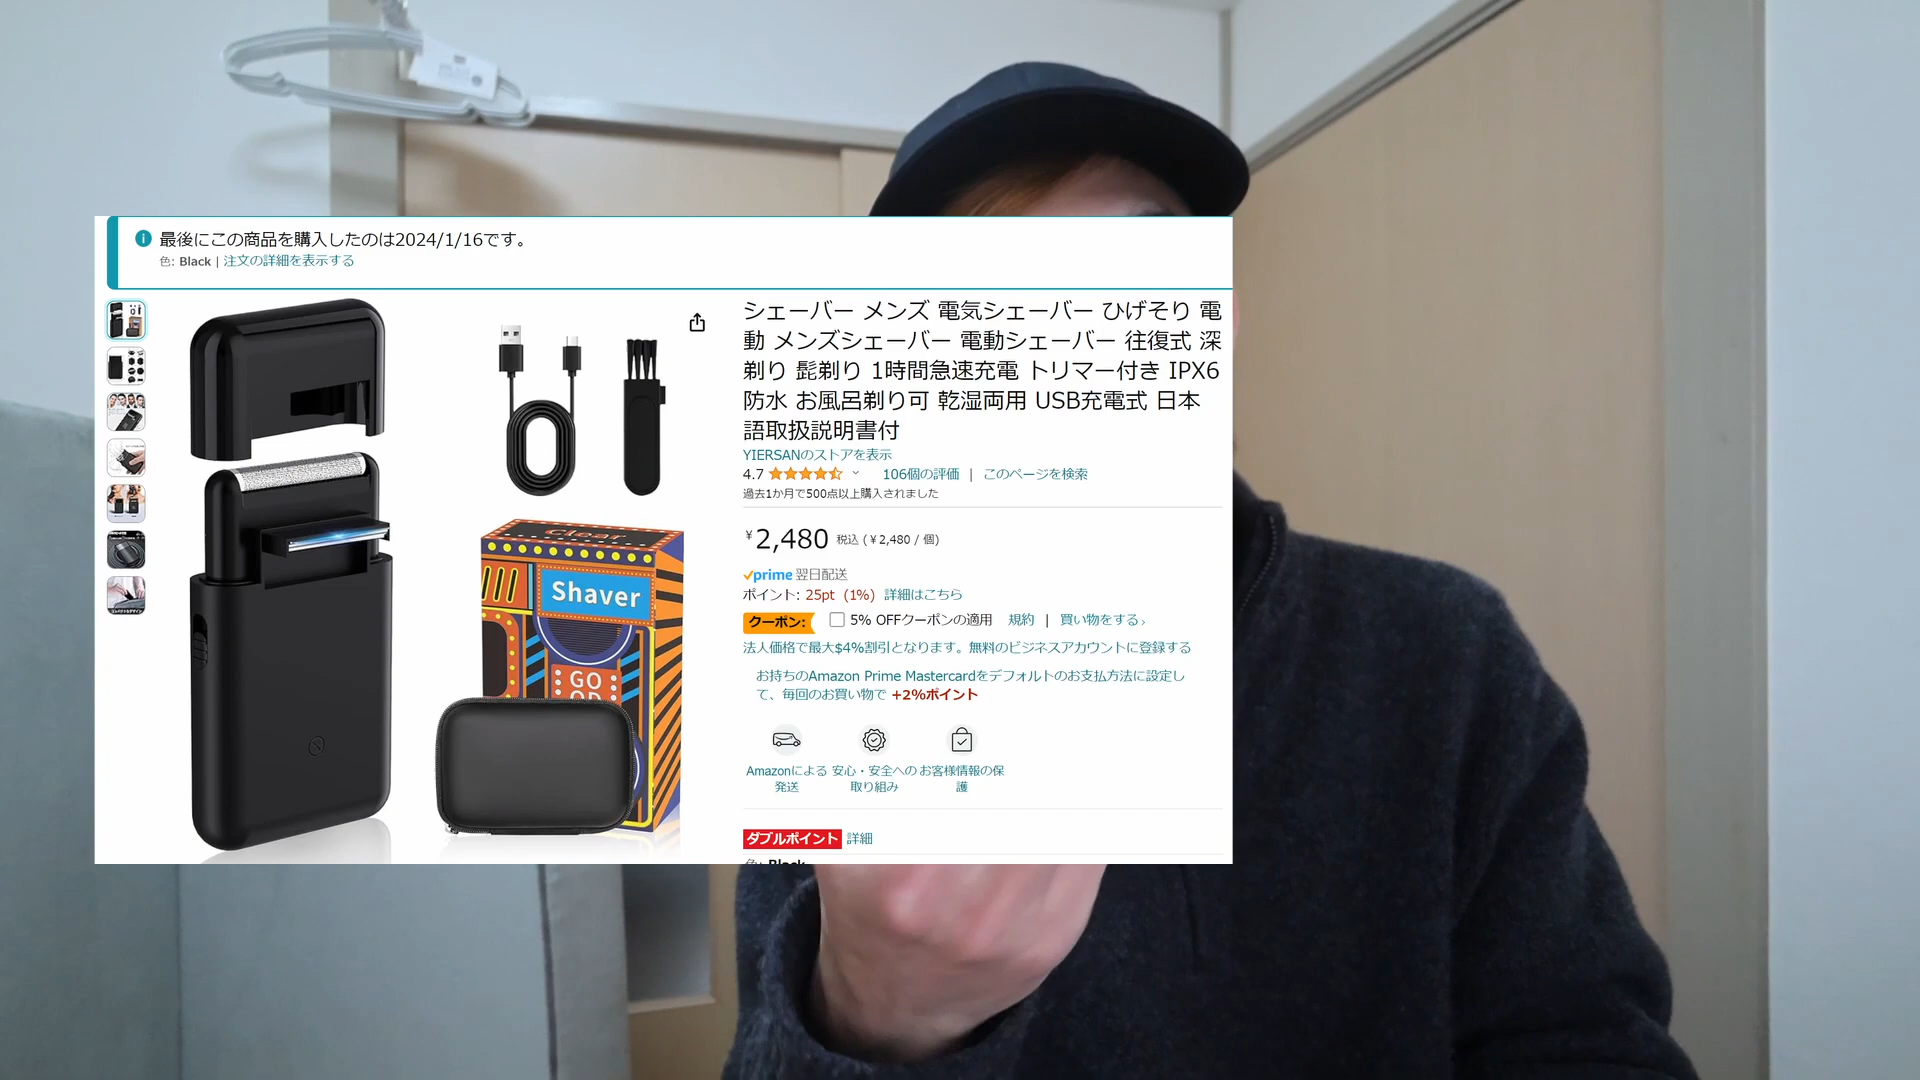 最後にこの商品を購入したのは2024/1/16です。
色: Black | 注文の詳細を表示する
シェーバー メンズ 電気シェーバー ひげそり 電
動 メンズシェーバー 電動シェーバー 往復式 深
剃り 髭剃り 1時間急速充電 トリマー付き IPX6
防水 お風呂剃り可 乾湿両用 USB充電式 日本
語取扱説明書付
YIERSANのストアを表示
4.7 106個の評価 | このページを検索
過去1か月で500点以上購入されました
¥2,480 税込 (¥2,480 / 個)
prime 翌日配送
ポイント: 25pt (1%) 詳細はこちら
クーポン: 5% OFFクーポンの適用 規約 | 買い物をする ›
法人価格で最大$4%割引となります。無料のビジネスアカウントに登録する
お持ちのAmazon Prime Mastercardをデフォルトのお支払方法に設定し
て、毎回のお買い物で +2%ポイント
Amazonによる
発送
安心・安全への
取り組み
お客様情報の保
護
ダブルポイント 詳細
色: Black
Clear
Shaver
GO
OD